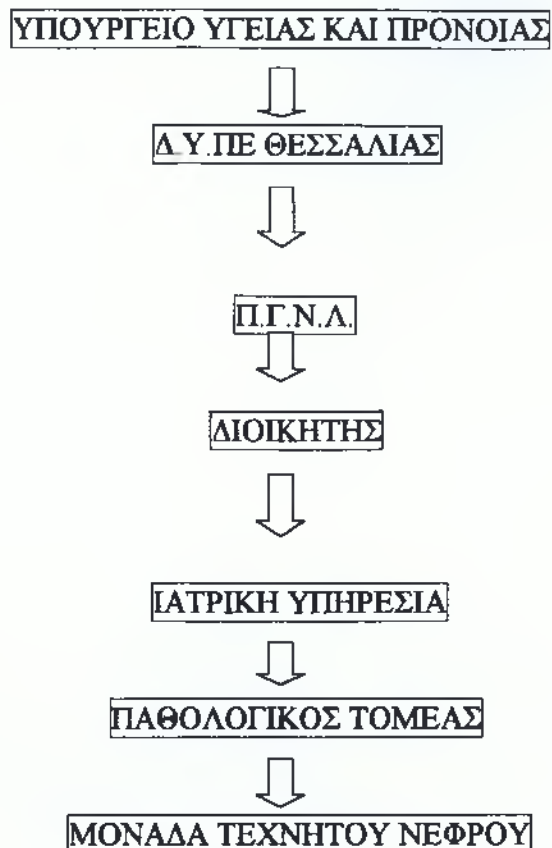 ΥΠΟΥΡΓΕΙΟ ΥΓΕΙΑΣ ΚΑΙ ΠΡΟΝΟΙΑΣ
Δ.Υ.ΠΕ ΘΕΣΣΑΛΙΑΣ
Π.Γ.Ν.Λ.
ΔΙΟΙΚΗΤΗΣ
ΙΑΤΡΙΚΗ ΥΠΗΡΕΣΙΑ
ΠΑΘΟΛΟΓΙΚΟΣ ΤΟΜΕΑΣ
ΜΟΝΑΔΑ ΤΕΧΝΗΤΟΥ ΝΕΦΡΟΥ